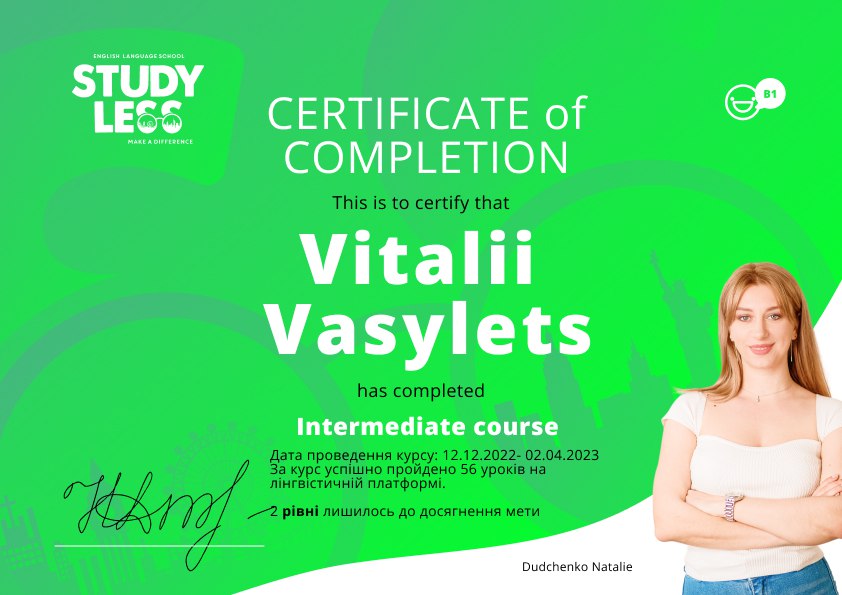 ENGLISH LANGUAGE SCHOOL
STUDY
LESS
MAKE A DIFFERENCE
B1
CERTIFICATE of
COMPLETION
This is to certify that
Vitalii
Vasylets
has completed
Intermediate course
Дата проведення курсу: 12.12.2022- 02.04.2023
За курс успішно пройдено 56 уроків на
лінгвістичній платформі.
2 рівні лишилось до досягнення мети
Dudchenko Natalie